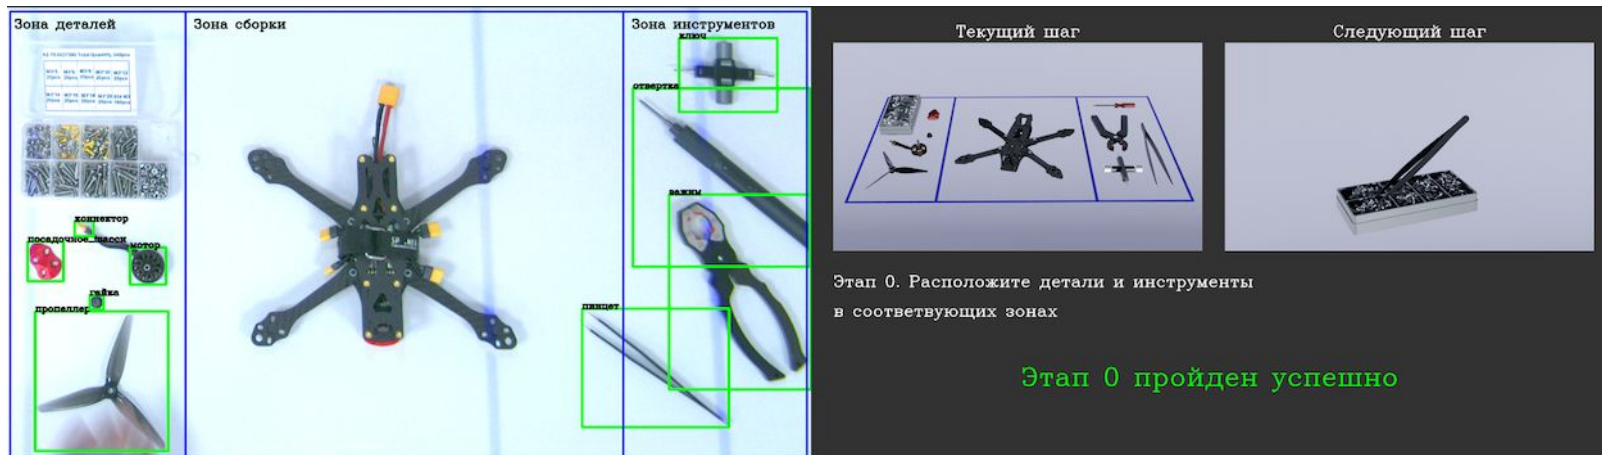 Зона деталей
Зона сборки
Зона инструментов
ключ
отвертка
зажим
коннектор
посадочное_шасси
мотор
гайка
пропеллер
пинцет
Текущий шаг
Следующий шаг
Этап 0. Расположите детали и инструменты
в соответвующих зонах
Этап 0 пройден успешно